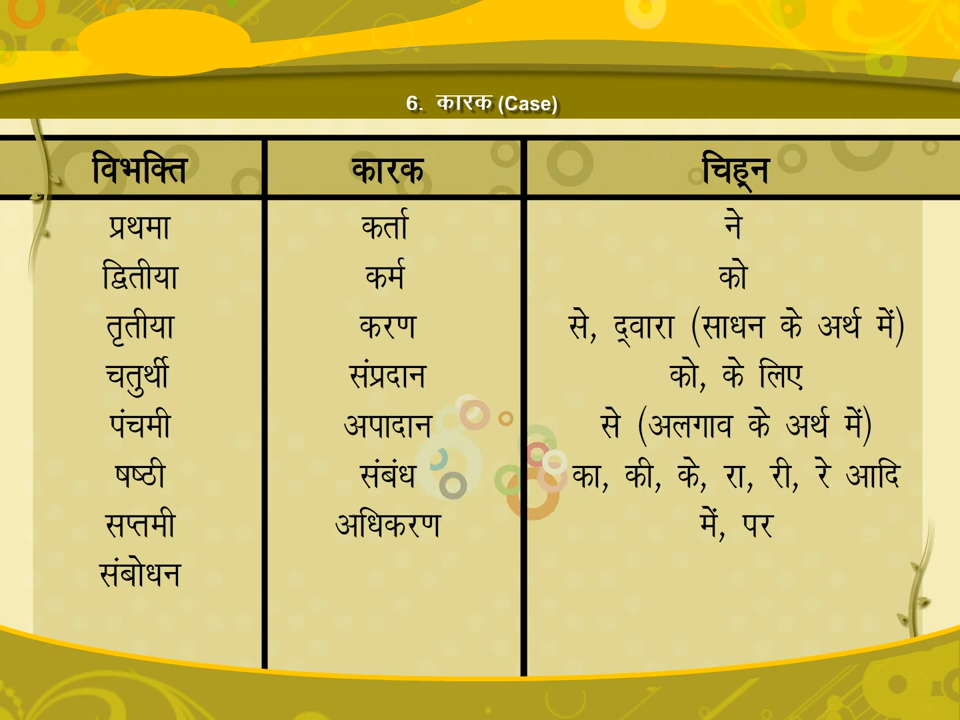 6. कारक (Case)
विभक्ति कारक चिह्‌न
प्रथमा कर्ता ने
द्वितीया कर्म को
तृतीया करण से, द्‌वारा (साधन के अर्थ में)
चतुर्थी संप्रदान को, के लिए
पंचमी अपादान से (अलगाव के अर्थ में)
षष्ठी संबंध का, की, के, रा, री, रे आदि
सप्तमी अधिकरण में, पर
संबोधन